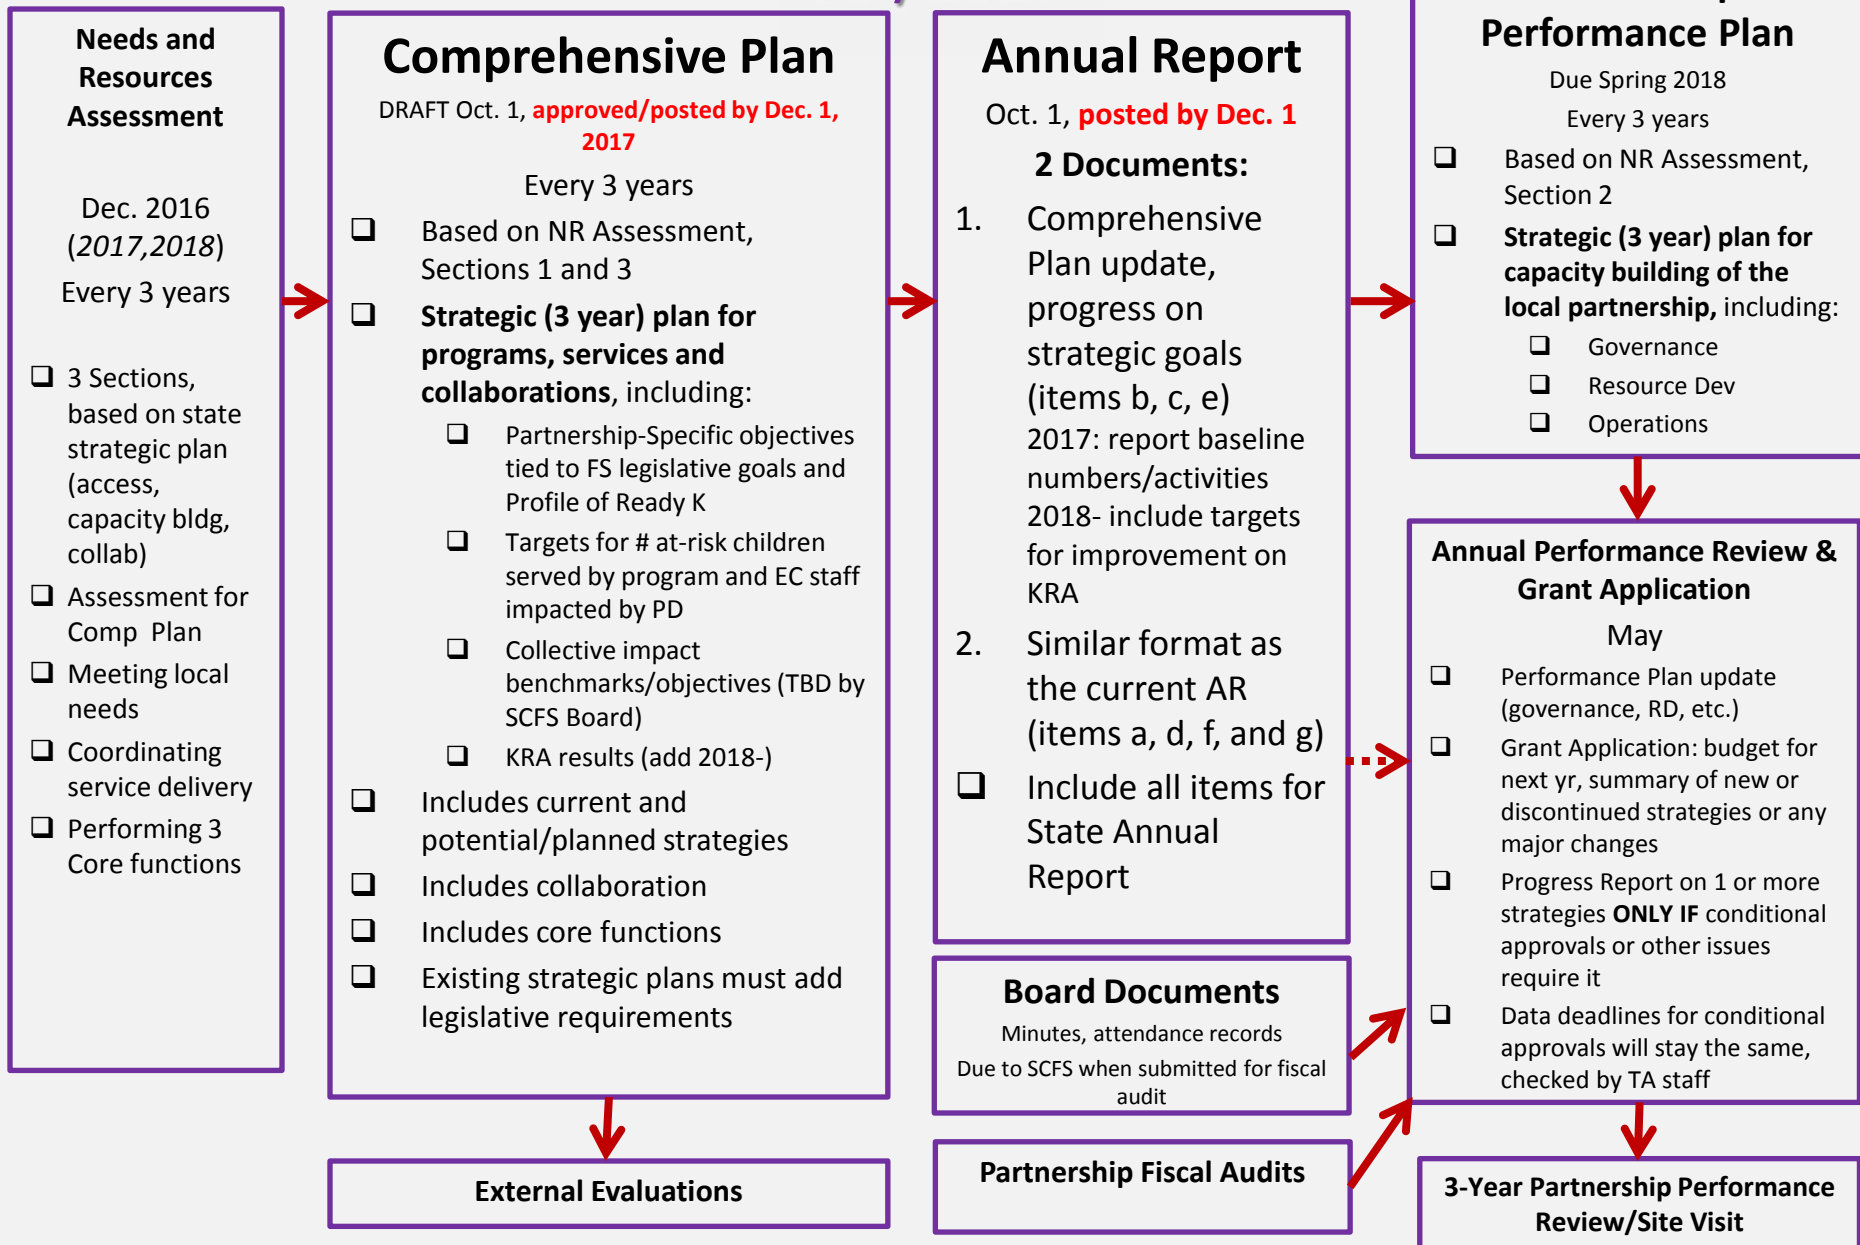 Needs and
Resources
Assessment
Dec. 2016
(2017,2018)
Every 3 years
❑ 3 Sections,
based on state
strategic plan
(access,
capacity bldg,
collab)
❑ Assessment for
Comp Plan
❑ Meeting local
needs
❑ Coordinating
service delivery
❑ Performing 3
Core functions
Comprehensive Plan
DRAFT Oct. 1, approved/posted by Dec. 1,
2017
Every 3 years
❑ Based on NR Assessment,
Sections 1 and 3
❑ Strategic (3 year) plan for
programs, services and
collaborations, including:
❑ Partnership-Specific objectives
tied to FS legislative goals and
Profile of Ready K
❑ Targets for # at-risk children
served by program and EC staff
impacted by PD
❑ Collective impact
benchmarks/objectives (TBD by
SCFS Board)
❑ KRA results (add 2018-)
❑ Includes current and
potential/planned strategies
❑ Includes collaboration
❑ Includes core functions
❑ Existing strategic plans must add
legislative requirements
External Evaluations
Annual Report
Oct. 1, posted by Dec. 1
2 Documents:
1. Comprehensive
Plan update,
progress on
strategic goals
(items b, c, e)
2017: report baseline
numbers/activities
2018- include targets
for improvement on
KRA
2. Similar format as
the current AR
(items a, d, f, and g)
❑ Include all items for
State Annual
Report
Board Documents
Minutes, attendance records
Due to SCFS when submitted for fiscal
audit
Partnership Fiscal Audits
Performance Plan
Due Spring 2018
Every 3 years
❑ Based on NR Assessment,
Section 2
❑ Strategic (3 year) plan for
capacity building of the
local partnership, including:
❑ Governance
❑ Resource Dev
❑ Operations
Annual Performance Review &
Grant Application
May
❑ Performance Plan update
(governance, RD, etc.)
❑ Grant Application: budget for
next yr, summary of new or
discontinued strategies or any
major changes
❑ Progress Report on 1 or more
strategies ONLY IF conditional
approvals or other issues
require it
❑ Data deadlines for conditional
approvals will stay the same,
checked by TA staff
3-Year Partnership Performance
Review/Site Visit